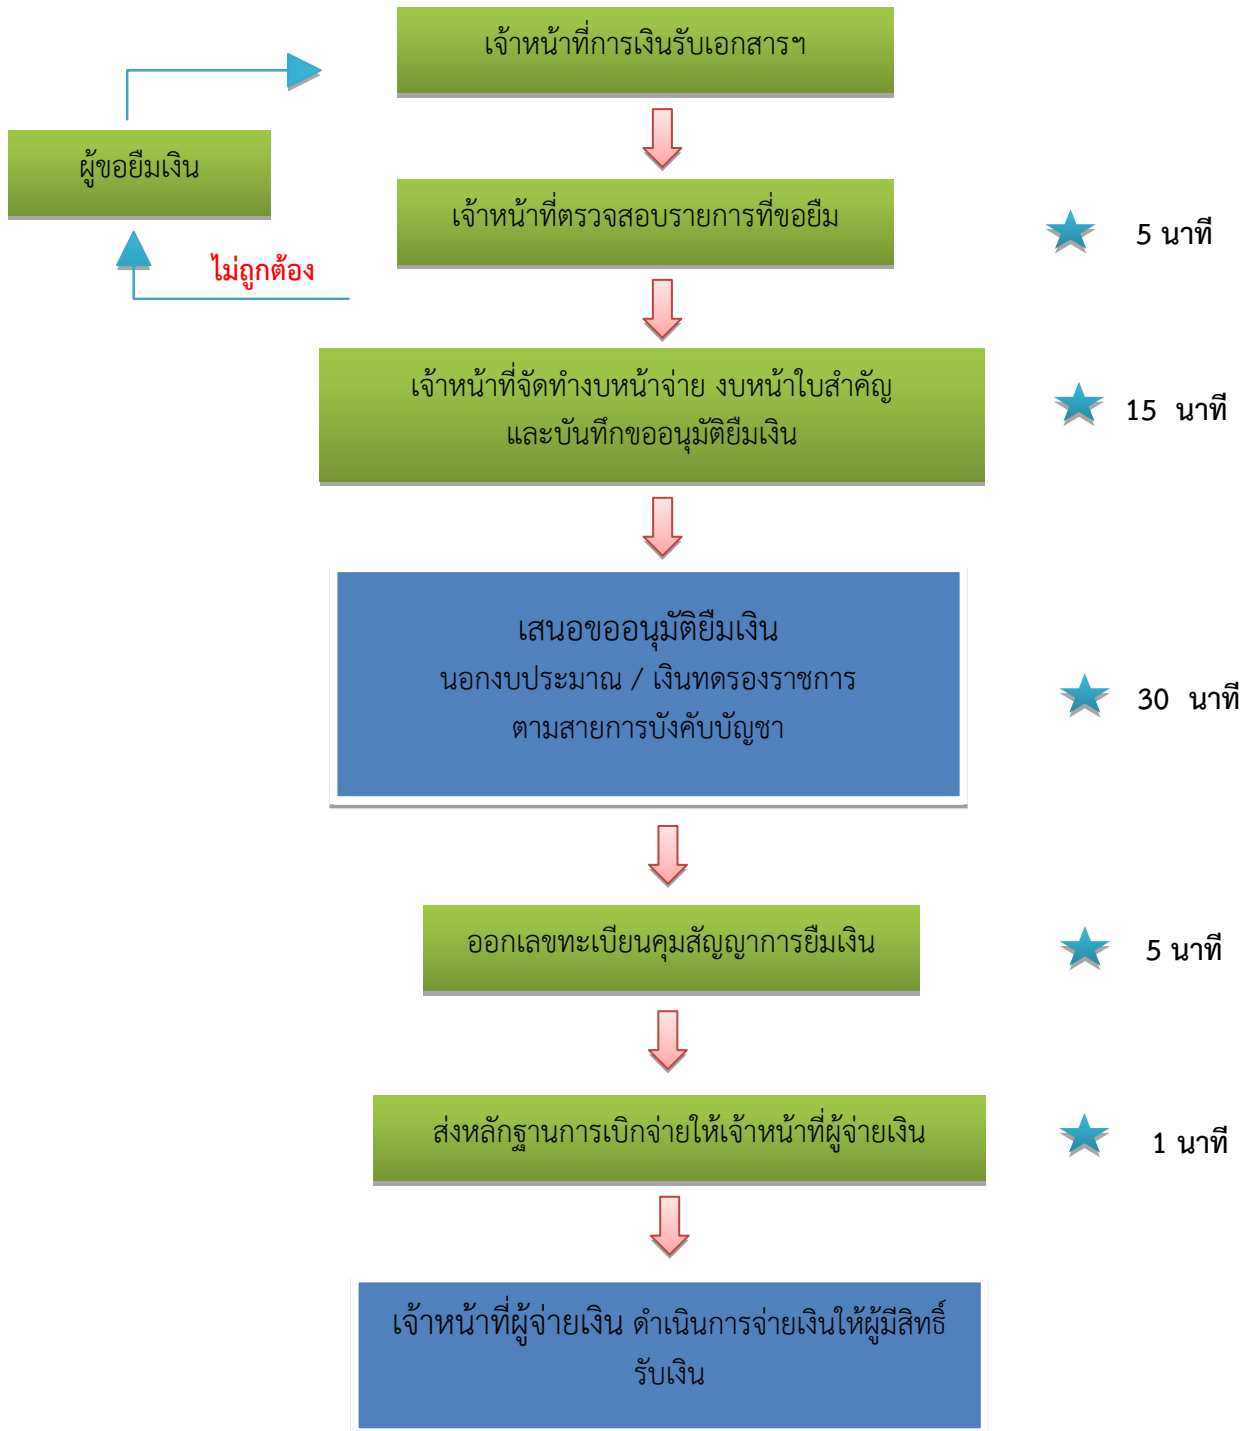 เจ้าหน้าที่การเงินรับเอกสารฯ
ผู้ขอยืมเงิน
เจ้าหน้าที่ตรวจสอบรายการที่ขอยืม
5 นาที
ไม่ถูกต้อง
เจ้าหน้าที่จัดทำงบหน้าจ่าย งบหน้าใบสำคัญ
และบันทึกขออนุมัติยืมเงิน
15 นาที
เสนอขออนุมัติยืมเงิน
นอกงบประมาณ / เงินทดรองราชการ
ตามสายการบังคับบัญชา
30 นาที
ออกเลขทะเบียนคุมสัญญาการยืมเงิน
5 นาที
ส่งหลักฐานการเบิกจ่ายให้เจ้าหน้าที่ผู้จ่ายเงิน
1 นาที
เจ้าหน้าที่ผู้จ่ายเงิน ดำเนินการจ่ายเงินให้ผู้มีสิทธิ์
รับเงิน